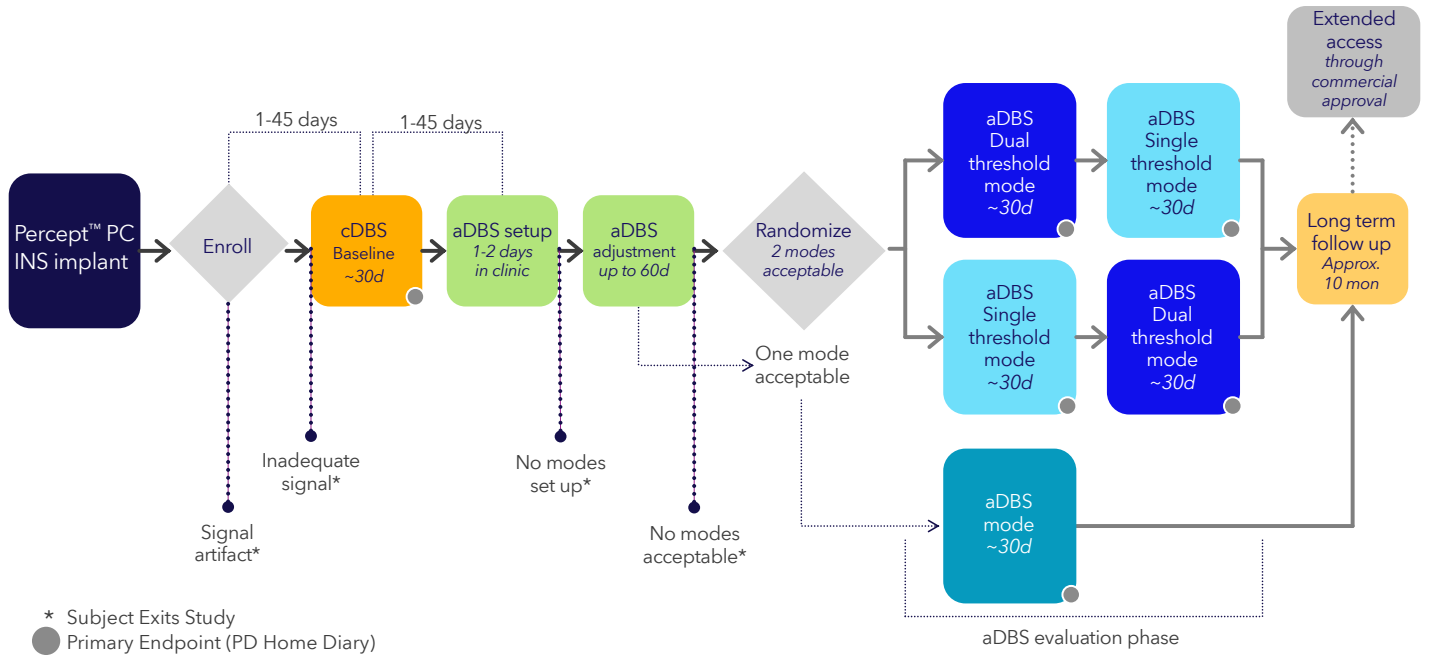 Percept™ PC
INS implant
1-45 days
Enroll
1-45 days
cDBS
Baseline
~30d
aDBS setup
1-2 days
in clinic
aDBS
adjustment
up to 60d
Randomize
2 modes
acceptable
One mode
acceptable
Signal
artifact*
Inadequate
signal*
No modes
set up*
No modes
acceptable*
aDBS
Dual
threshold
mode
~30d
aDBS
Single
threshold
mode
~30d
aDBS
Single
threshold
mode
~30d
aDBS
Dual
threshold
mode
~30d
aDBS
mode
~30d
aDBS evaluation phase
Extended
access
through
commercial
approval
Long term
follow up
Approx.
10 mon
* Subject Exits Study
Primary Endpoint (PD Home Diary)